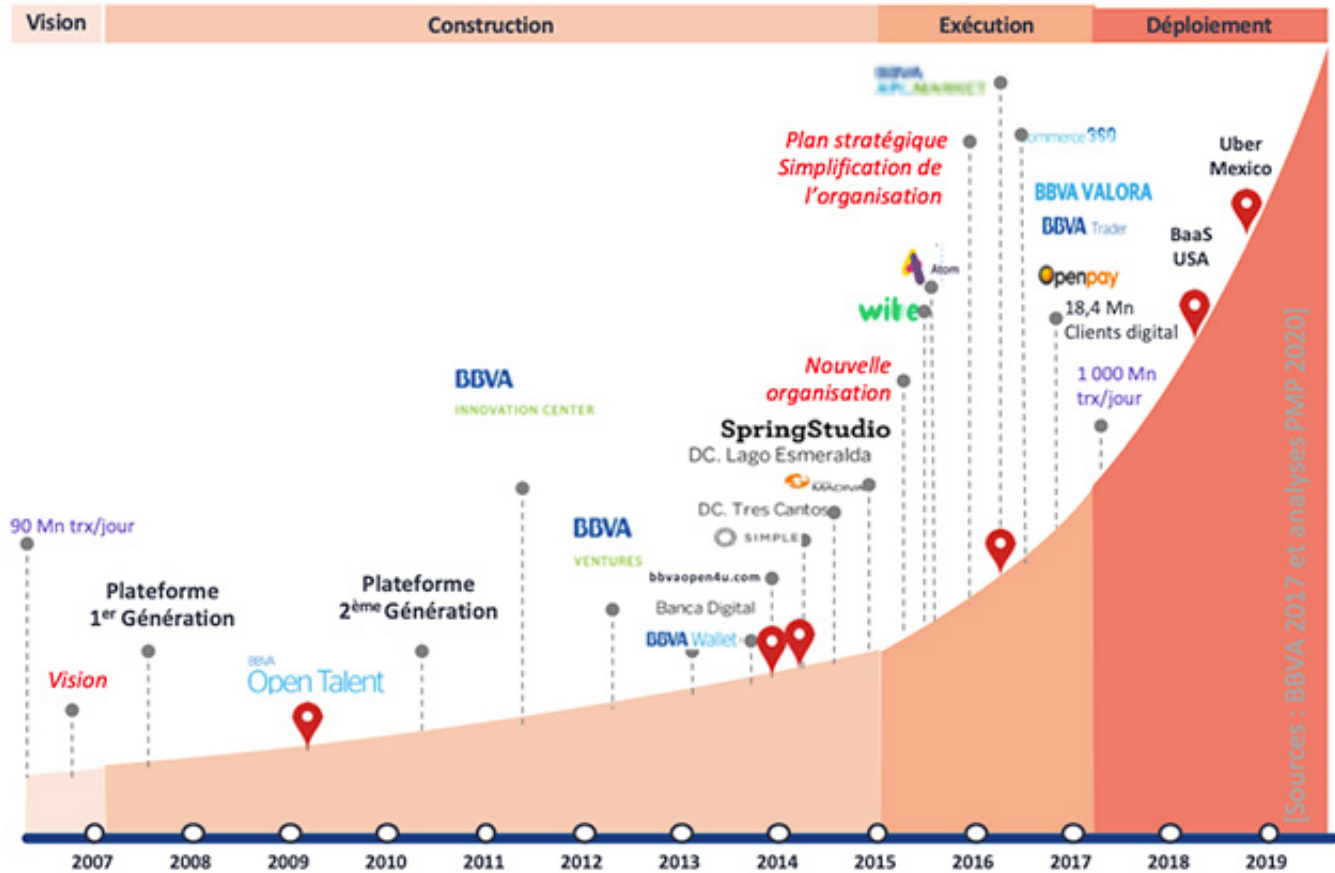 Vision
Construction
Exécution
Déploiement
BBVA
API_MARKET
Plan stratégique
Simplification de
l'organisation
ommerce 360
Uber
Mexico
BBVA VALORA
BBVA Trader
BaaS
USA
Atom
Openpay
18,4 Mn
Clients digital
Nouvelle
organisation
1 000 Mn
trx/jour
BBVA
INNOVATION CENTER
SpringStudio
DC. Lago Esmeralda
MADIVA
DC. Tres Cantos
SIMPLE
90 Mn trx/jour
BBVA
VENTURES
bbvaopen4u.com
Banca Digital
BBVA Wallet
Plateforme
1er Génération
Plateforme
2ème Génération
Vision
BBVA
Open Talent
[Sources : BBVA 2017 et analyses PMP 2020]
2007
2008
2009
2010
2011
2012
2013
2014
2015
2016
2017
2018
2019